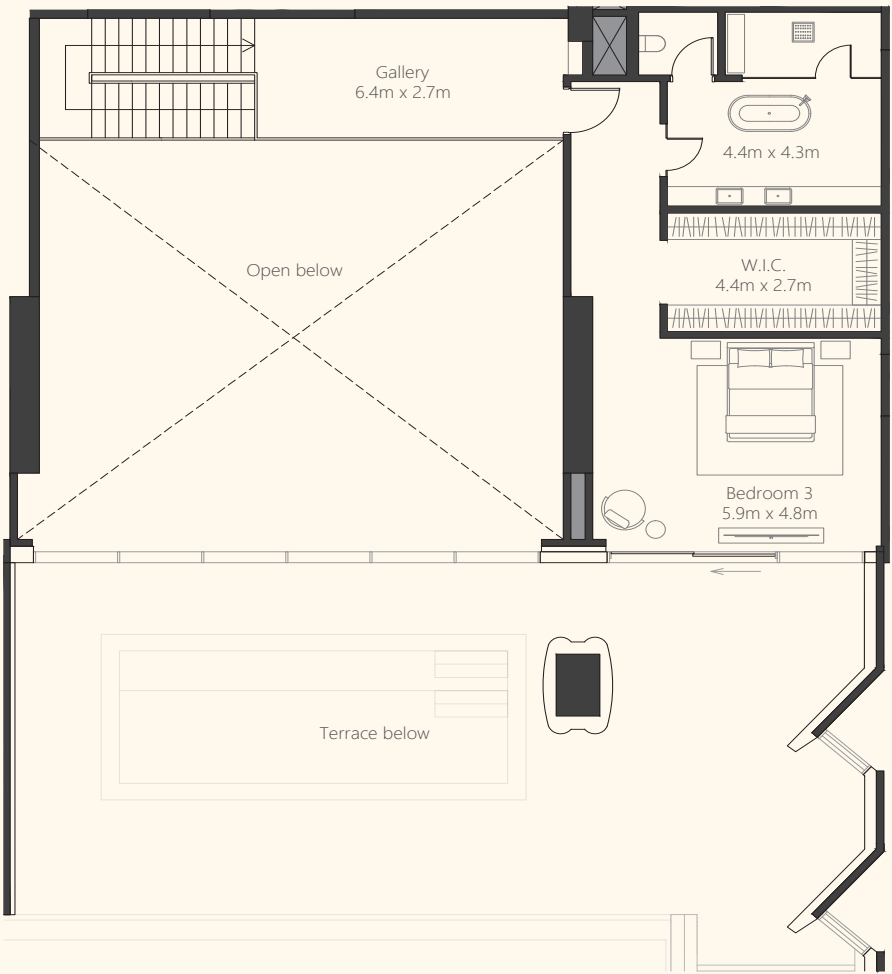 Gallery
6.4m x 2.7m
4.4m x 4.3m
Open below
W.I.C.
4.4m x 2.7m
Bedroom 3
5.9m x 4.8m
Terrace below